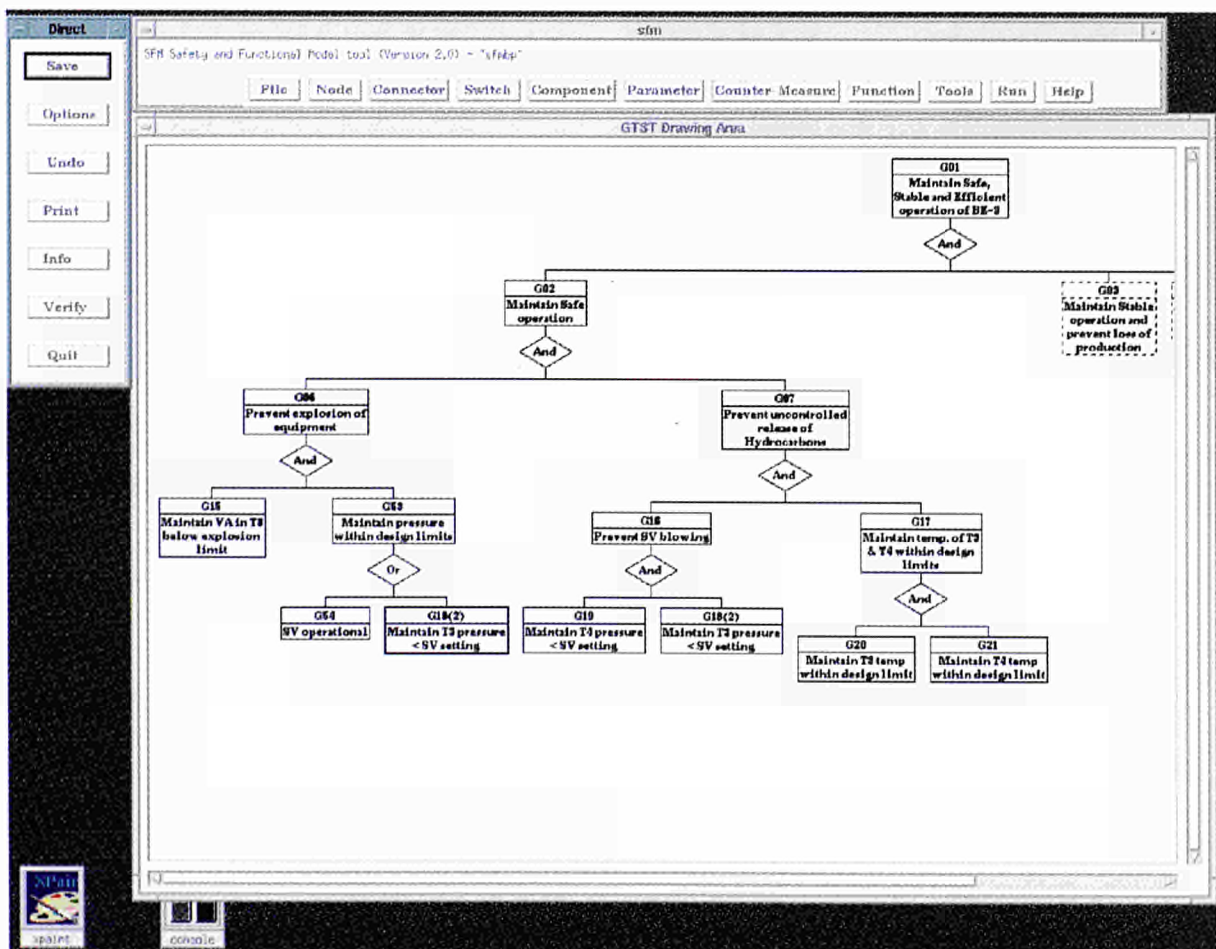 Direct
Save
Options
Undo
Print
Info
Verify
Quit
sfm
SFM Safety and Functional Model tool (Version 2.0) - "sfmbp"
File Node Connector Switch Component Parameter Counter-Measure Function Tools Run Help
GTST Drawing Area
G01
Maintain Safe,
Stable and Efficient
operation of BE-3
And
G02
Maintain Safe
operation
And
G03
Maintain Stable
operation and
prevent loss of
production
G06
Prevent explosion of
equipment
And
G07
Prevent uncontrolled
release of
Hydrocarbons
And
G15
Maintain VA in T3
below explosion
limit
G53
Maintain pressure
within design limits
Or
G16
Prevent SV blowing
And
G17
Maintain temp. of T3
& T4 within design
limits
And
G54
SV operational
G18(2)
Maintain T3 pressure
< SV setting
G19
Maintain T4 pressure
< SV setting
G18(2)
Maintain T3 pressure
< SV setting
G20
Maintain T3 temp
within design limit
G21
Maintain T4 temp
within design limit
XPain
xpaint
console